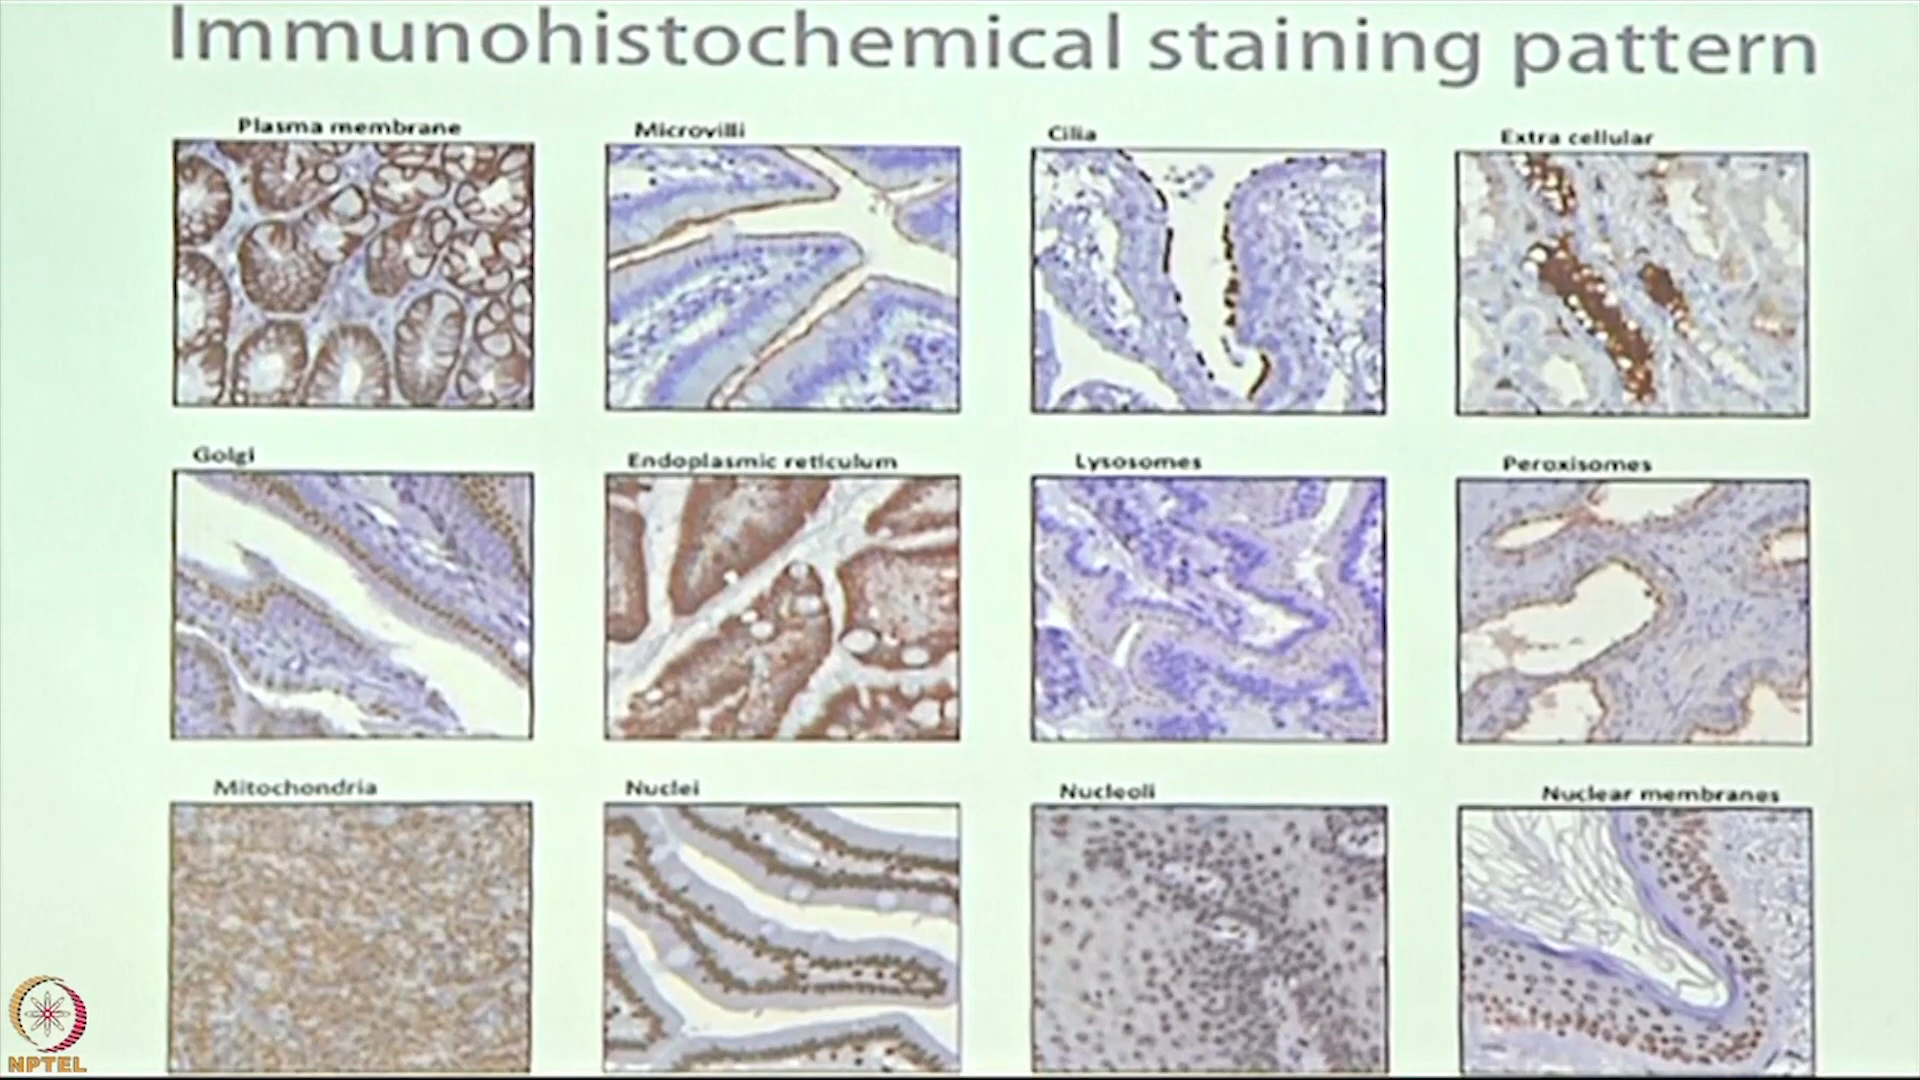 Immunohistochemical staining pattern
Plasma membrane
Microvilli
Cilia
Extra cellular
Golgi
Endoplasmic reticulum
Lysosomes
Peroxisomes
Mitochondria
Nuclei
Nucleoli
Nuclear membranes
NPTEL